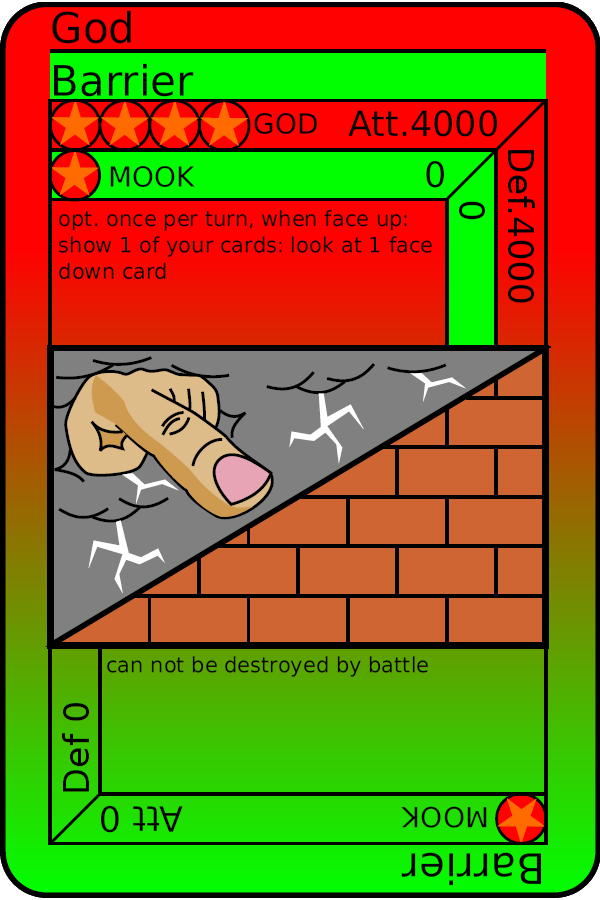 God
Barrier
GOD Att.4000
MOOK 0
Def.4000
0
opt. once per turn, when face up:
show 1 of your cards: look at 1 face
down card
can not be destroyed by battle
Def 0
Att 0
MOOK
Barrier